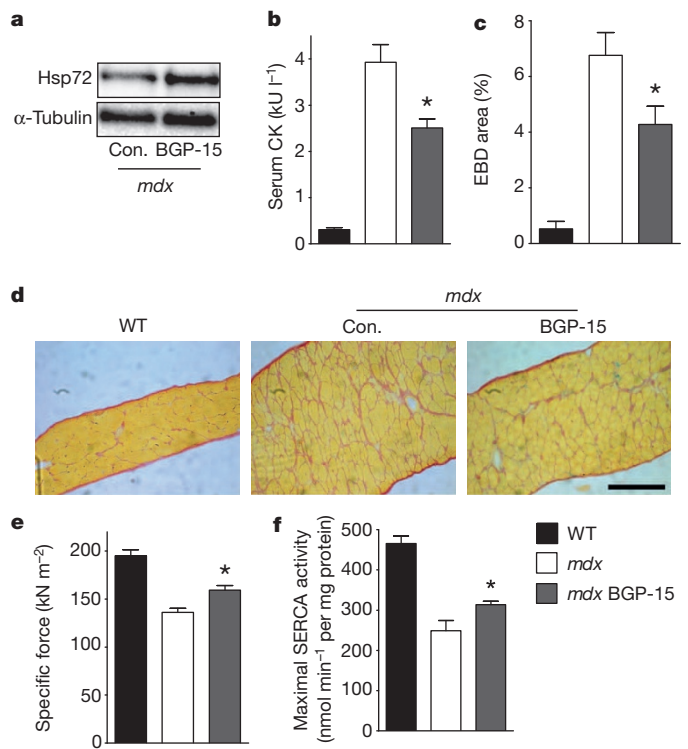 a
Hsp72
α-Tubulin
Con. BGP-15
mdx
b
Serum CK (kU l⁻¹)
4
3
2
1
0
*
c
EBD area (%)
8
6
4
2
0
*
d
mdx
WT
Con.
BGP-15
e
Specific force (kN m⁻²)
200
150
100
50
0
*
f
Maximal SERCA activity
(nmol min⁻¹ per mg protein)
500
400
300
200
100
0
*
WT
mdx
mdx BGP-15